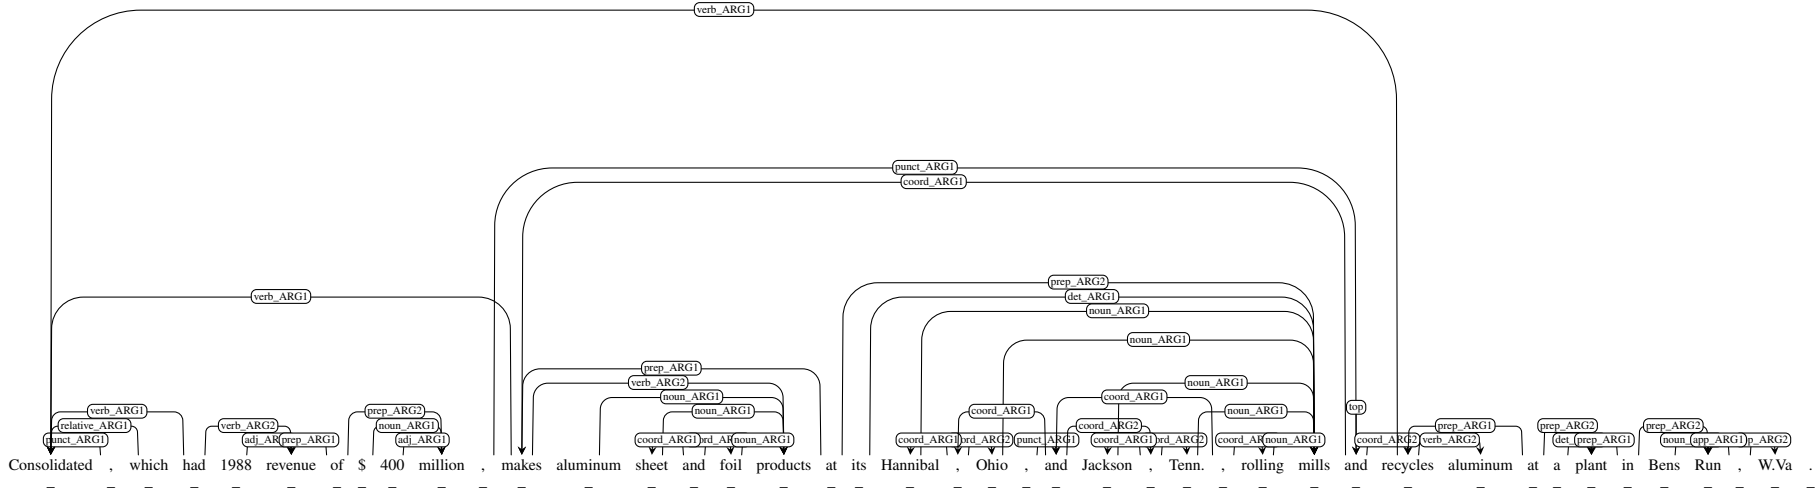 verb_ARG1
punct_ARG1
coord_ARG1
prep_ARG2
verb_ARG1 det_ARG1
noun_ARG1
noun_ARG1
prep_ARG1
verb_ARG2 noun_ARG1
noun_ARG1 coord_ARG1
verb_ARG1 prep_ARG2 noun_ARG1 coord_ARG1 noun_ARG1 top
relative_ARG1 verb_ARG2 noun_ARG1 coord_ARG2 prep_ARG1 prep_ARG2 prep_ARG2
punct_ARG1 prep_ARG1 adj_ARG1 coord_ARG1 noun_ARG1 coord_ARG1 punct_ARG1 coord_ARG1 noun_ARG1 coord_ARG2 verb_ARG2 prep_ARG1 app_ARG1
Consolidated , which had 1988 revenue of $ 400 million , makes aluminum sheet and foil products at its Hannibal , Ohio , and Jackson , Tenn. , rolling mills and recycles aluminum at a plant in Bens Run , W.Va .